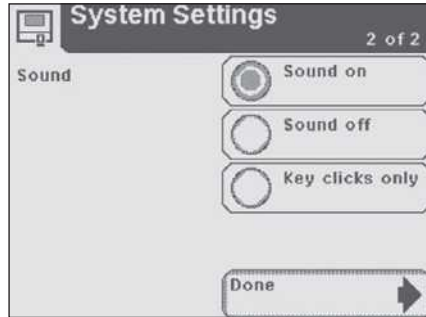 System Settings
2 of 2
Sound
Sound on
Sound off
Key clicks only
Done